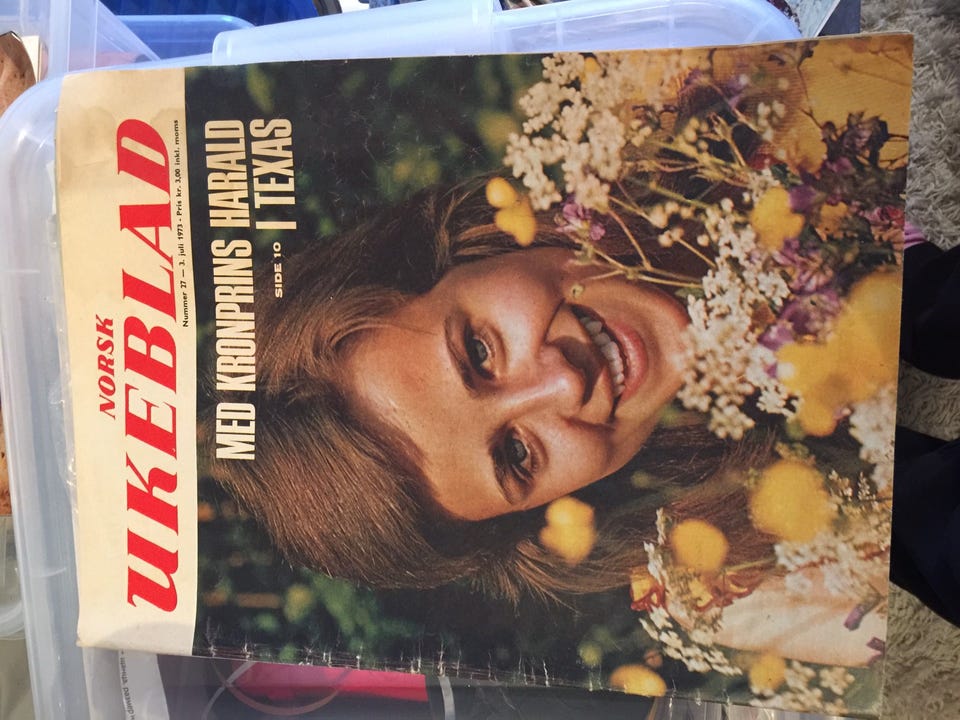 NORSK
UKEBLAD
Nummer 27 — 3. juli 1973 - Pris kr. 3,00 inkl. moms
MED KRONPRINS HARALD
SIDE 10 I TEXAS